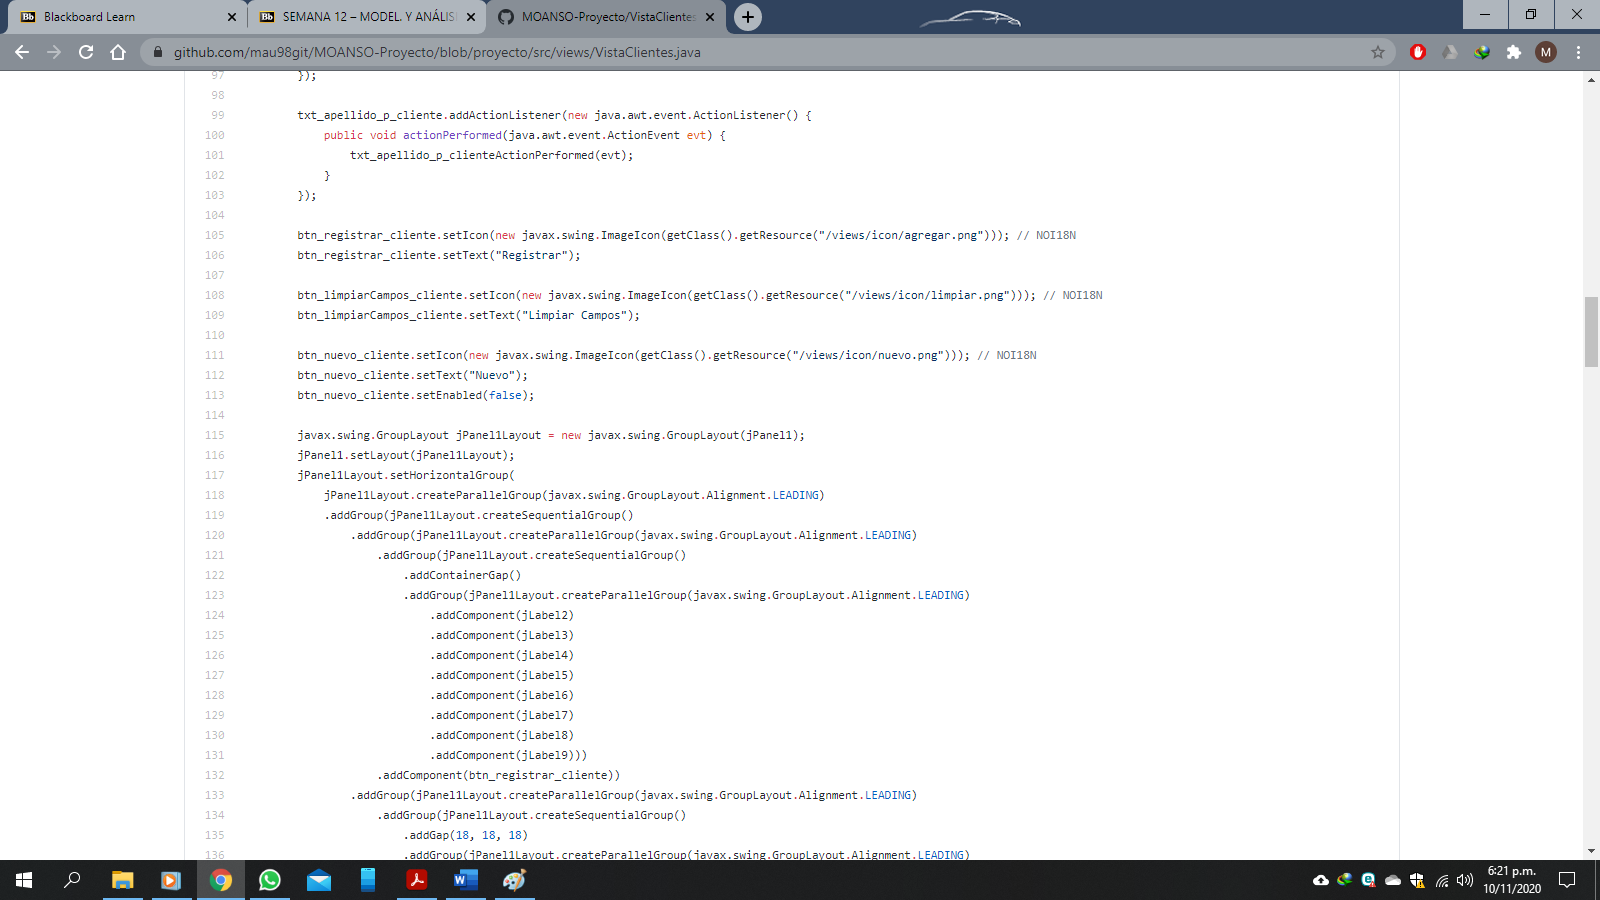 Blackboard Learn
SEMANA 12 – MODEL. Y ANÁLIS
MOANSO-Proyecto/VistaClientes
github.com/mau98git/MOANSO-Proyecto/blob/proyecto/src/views/VistaClientes.java
M
97 });
98
99 txt_apellido_p_cliente.addActionListener(new java.awt.event.ActionListener() {
100 public void actionPerformed(java.awt.event.ActionEvent evt) {
101 txt_apellido_p_clienteActionPerformed(evt);
102 }
103 });
104
105 btn_registrar_cliente.setIcon(new javax.swing.ImageIcon(getClass().getResource("/views/icon/agregar.png"))); // NOI18N
106 btn_registrar_cliente.setText("Registrar");
107
108 btn_limpiarCampos_cliente.setIcon(new javax.swing.ImageIcon(getClass().getResource("/views/icon/limpiar.png"))); // NOI18N
109 btn_limpiarCampos_cliente.setText("Limpiar Campos");
110
111 btn_nuevo_cliente.setIcon(new javax.swing.ImageIcon(getClass().getResource("/views/icon/nuevo.png"))); // NOI18N
112 btn_nuevo_cliente.setText("Nuevo");
113 btn_nuevo_cliente.setEnabled(false);
114
115 javax.swing.GroupLayout jPanel1Layout = new javax.swing.GroupLayout(jPanel1);
116 jPanel1.setLayout(jPanel1Layout);
117 jPanel1Layout.setHorizontalGroup(
118 jPanel1Layout.createParallelGroup(javax.swing.GroupLayout.Alignment.LEADING)
119 .addGroup(jPanel1Layout.createSequentialGroup()
120 .addGroup(jPanel1Layout.createParallelGroup(javax.swing.GroupLayout.Alignment.LEADING)
121 .addGroup(jPanel1Layout.createSequentialGroup()
122 .addContainerGap()
123 .addGroup(jPanel1Layout.createParallelGroup(javax.swing.GroupLayout.Alignment.LEADING)
124 .addComponent(jLabel2)
125 .addComponent(jLabel3)
126 .addComponent(jLabel4)
127 .addComponent(jLabel5)
128 .addComponent(jLabel6)
129 .addComponent(jLabel7)
130 .addComponent(jLabel8)
131 .addComponent(jLabel9)))
132 .addComponent(btn_registrar_cliente))
133 .addGroup(jPanel1Layout.createParallelGroup(javax.swing.GroupLayout.Alignment.LEADING)
134 .addGroup(jPanel1Layout.createSequentialGroup()
135 .addGap(18, 18, 18)
136 .addGroup(jPanel1Layout.createParallelGroup(javax.swing.GroupLayout.Alignment.LEADING)
6:21 p.m.
10/11/2020